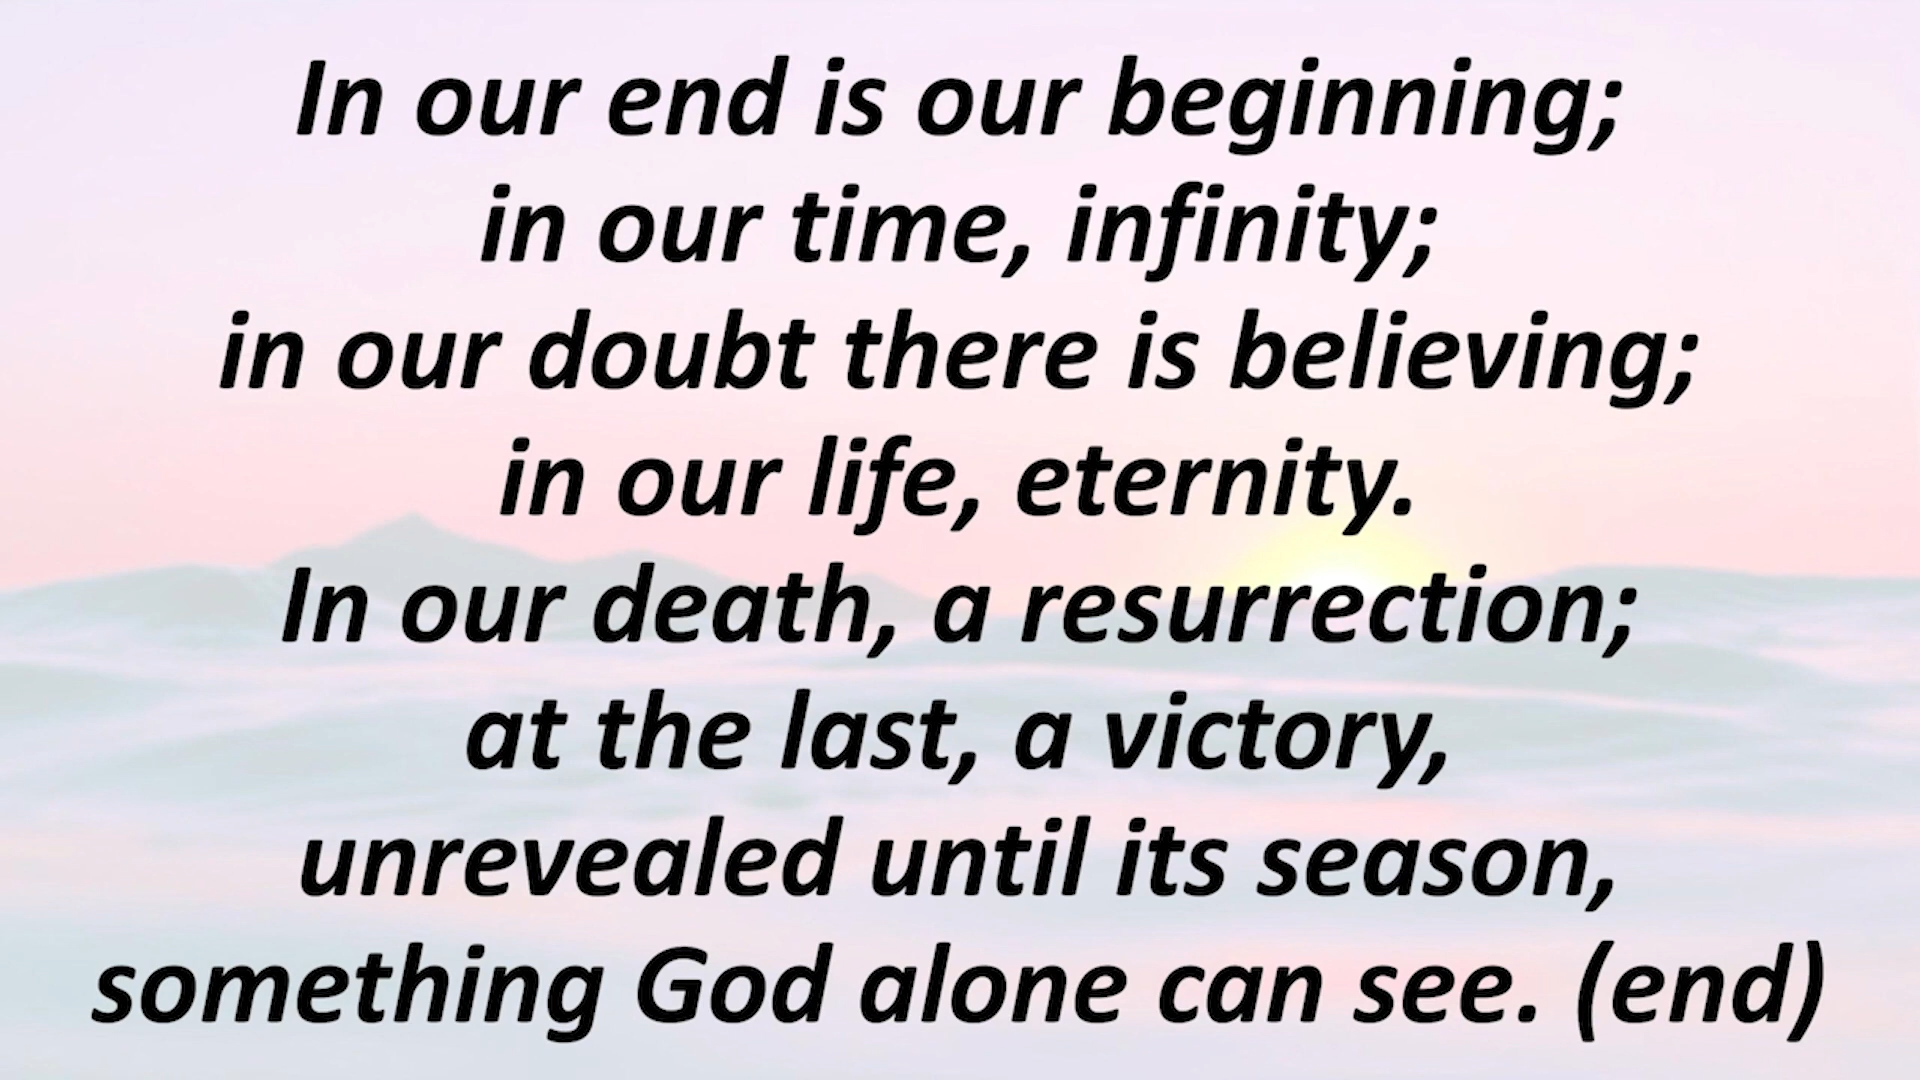 In our end is our beginning;
in our time, infinity;
in our doubt there is believing;
in our life, eternity.
In our death, a resurrection;
at the last, a victory,
unrevealed until its season,
something God alone can see. (end)